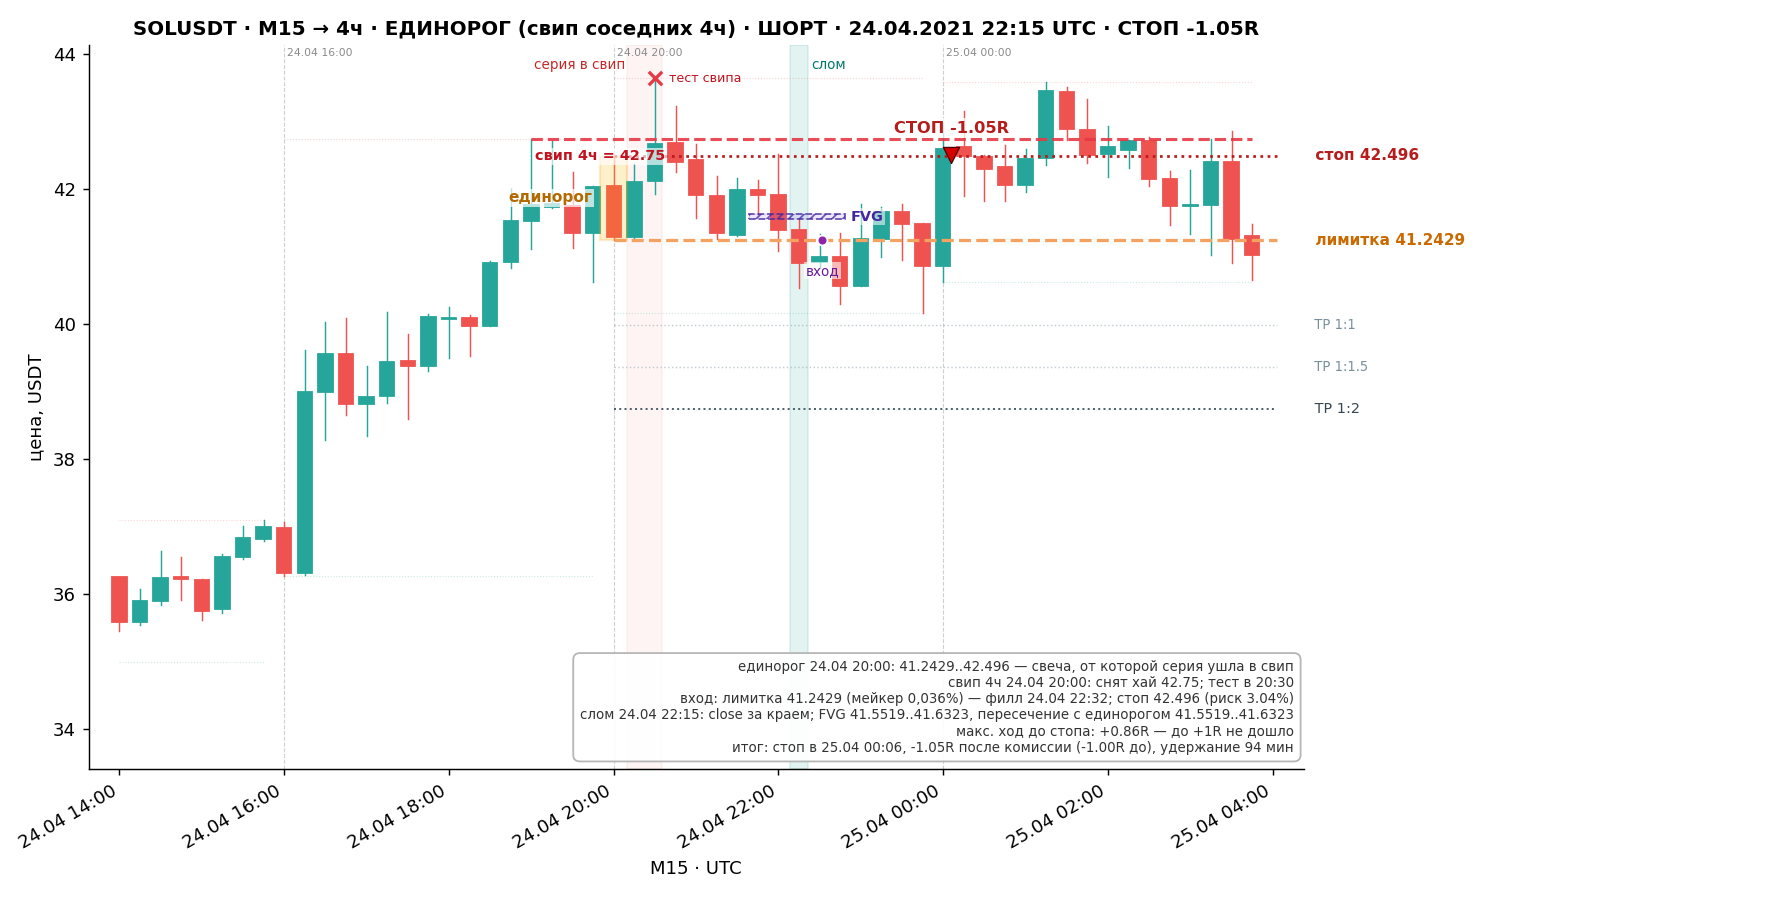 SOLUSDT · M15 → 4ч · ЕДИНОРОГ (свип соседних 4ч) · ШОРТ · 24.04.2021 22:15 UTC · СТОП -1.05R
24.04 16:00
24.04 20:00
25.04 00:00
серия в свип
тест свипа
слом
СТОП -1.05R
свип 4ч = 42.75
единорог
FVG
вход
стоп 42.496
лимитка 41.2429
TP 1:1
TP 1:1.5
TP 1:2
44
42
40
38
36
34
цена, USDT
единорог 24.04 20:00: 41.2429..42.496 — свеча, от которой серия ушла в свип
свип 4ч 24.04 20:00: снят хай 42.75; тест в 20:30
вход: лимитка 41.2429 (мейкер 0,036%) — филл 24.04 22:32; стоп 42.496 (риск 3.04%)
слом 24.04 22:15: close за краем; FVG 41.5519..41.6323, пересечение с единорогом 41.5519..41.6323
макс. ход до стопа: +0.86R — до +1R не дошло
итог: стоп в 25.04 00:06, -1.05R после комиссии (-1.00R до), удержание 94 мин
24.04 14:00
24.04 16:00
24.04 18:00
24.04 20:00
24.04 22:00
25.04 00:00
25.04 02:00
25.04 04:00
M15 · UTC